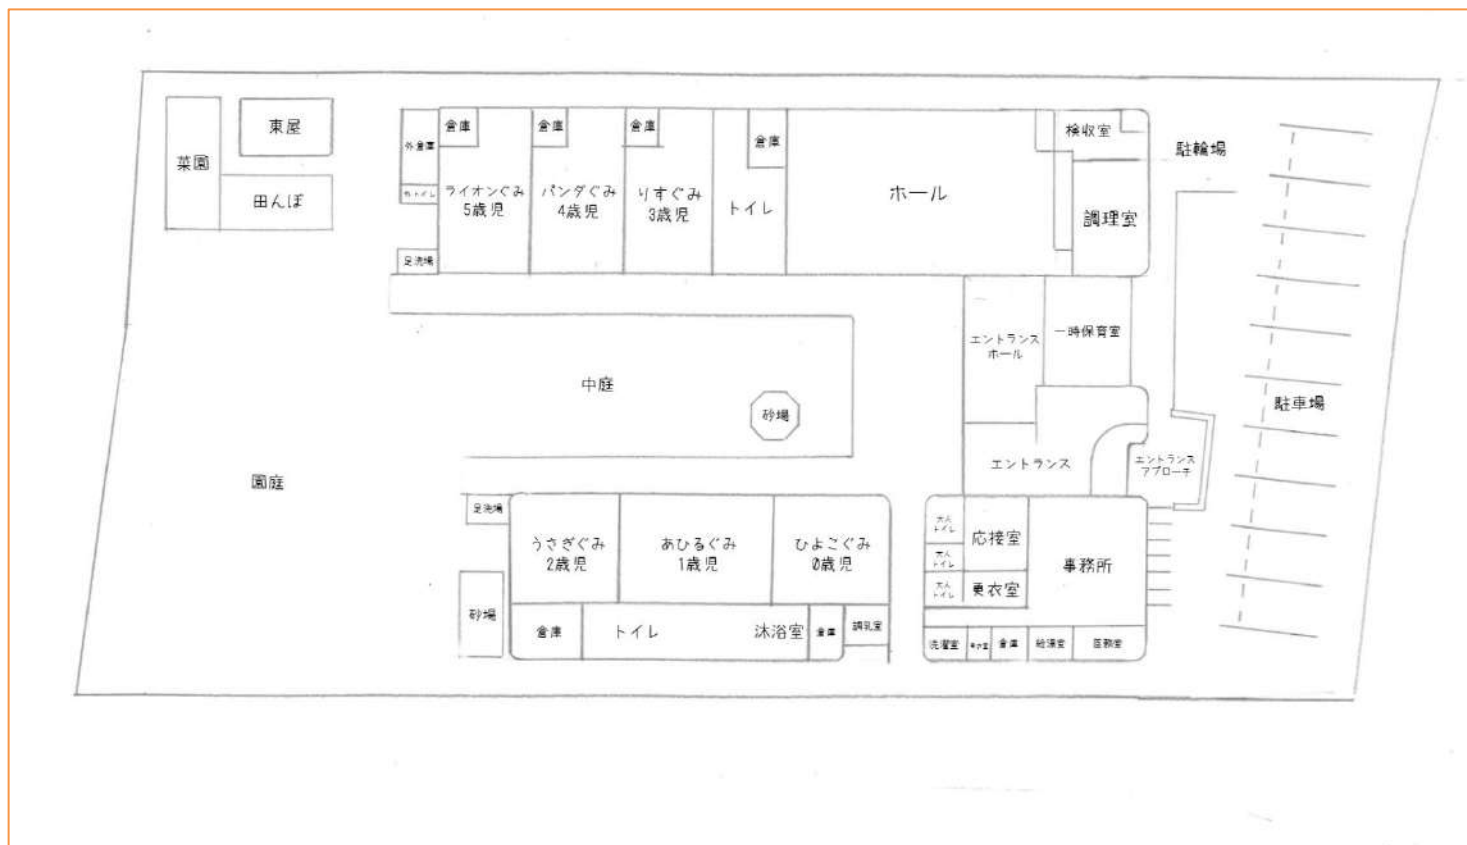 東屋
菜園
田んぼ
外倉庫
外トイレ
足洗場
倉庫
ライオンぐみ
5歳児
倉庫
パンダぐみ
4歳児
倉庫
りすぐみ
3歳児
倉庫
トイレ
ホール
検収室
調理室
駐輪場
エントランス
ホール
一時保育室
中庭
砂場
駐車場
エントランス
エントランス
アプローチ
園庭
足洗場
うさぎぐみ
2歳児
あひるぐみ
1歳児
ひよこぐみ
0歳児
大人
トイレ
応接室
大人
トイレ
事務所
大人
トイレ
更衣室
砂場
倉庫
トイレ
沐浴室
倉庫
調乳室
洗濯室
倉庫
給湯室
医務室